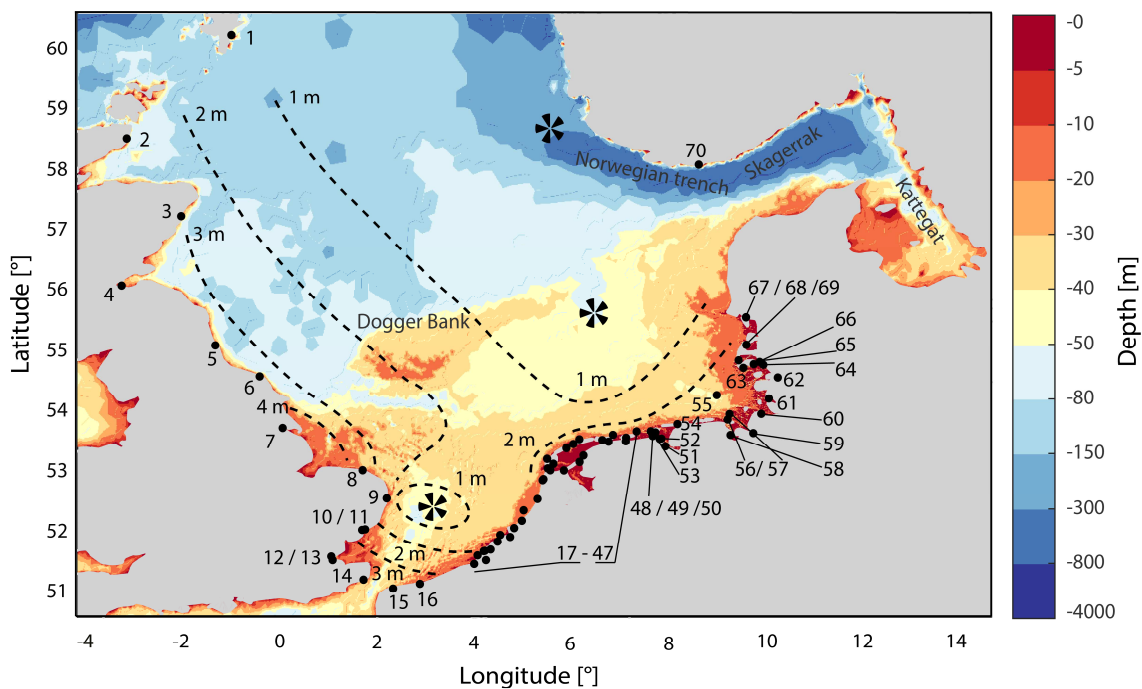 60
59
58
57
56
55
54
53
52
51
Latitude [°]
-4
-2
0
2
4
6
8
10
12
14
Longitude [°]
1
2
2 m
1 m
3
3 m
4
5
6
4 m
7
8
9
10 / 11
12 / 13
14
15
16
1 m
2 m
3 m
17 - 47
2 m
1 m
Dogger Bank
Norwegian trench
Skagerrak
Kattegat
70
67 / 68 /69
66
65
64
63
62
61
60
59
58
56/ 57
55
54
52
51
53
48 / 49 /50
-0
-5
-10
-20
-30
-40
-50
-80
-150
-300
-800
-4000
Depth [m]